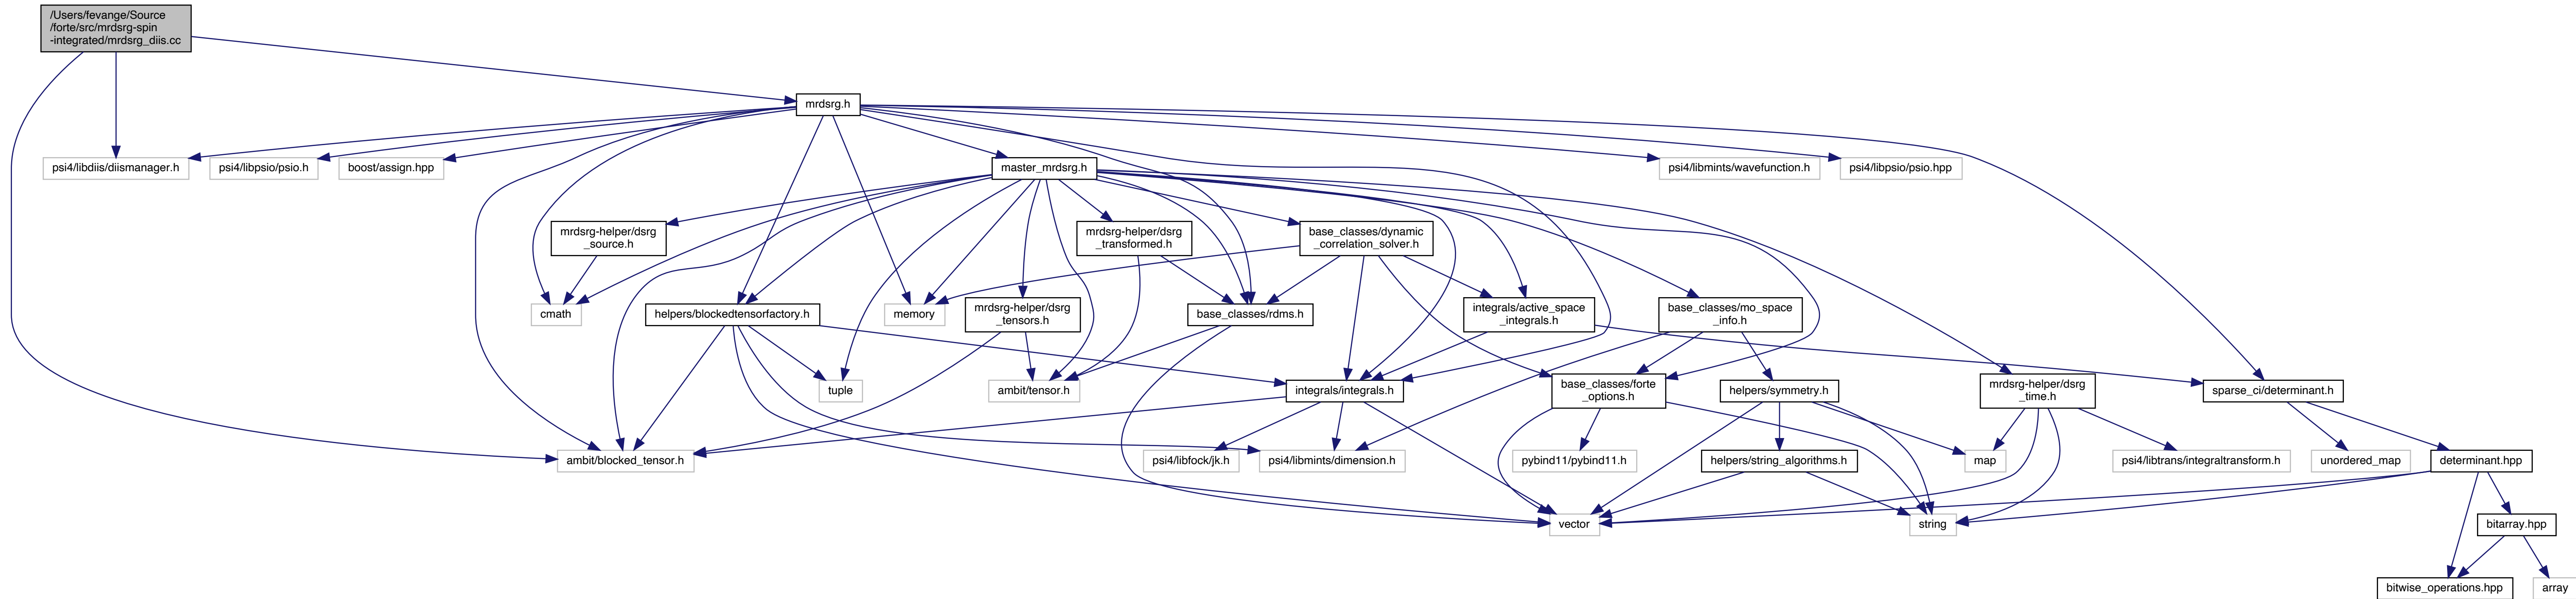 /Users/fevange/Source
/forte/src/mrdsrg-spin
-integrated/mrdsrg_diis.cc
mrdsrg.h
psi4/libdiis/diismanager.h
psi4/libpsio/psio.h
boost/assign.hpp
master_mrdsrg.h
psi4/libmints/wavefunction.h
psi4/libpsio/psio.hpp
mrdsrg-helper/dsrg
_source.h
mrdsrg-helper/dsrg
_transformed.h
base_classes/dynamic
_correlation_solver.h
cmath
helpers/blockedtensorfactory.h
memory
mrdsrg-helper/dsrg
_tensors.h
base_classes/rdms.h
integrals/active_space
_integrals.h
base_classes/mo_space
_info.h
tuple
ambit/tensor.h
integrals/integrals.h
base_classes/forte
_options.h
helpers/symmetry.h
mrdsrg-helper/dsrg
_time.h
sparse_ci/determinant.h
ambit/blocked_tensor.h
psi4/libfock/jk.h
psi4/libmints/dimension.h
pybind11/pybind11.h
helpers/string_algorithms.h
map
psi4/libtrans/integraltransform.h
unordered_map
determinant.hpp
vector
string
bitarray.hpp
bitwise_operations.hpp
array